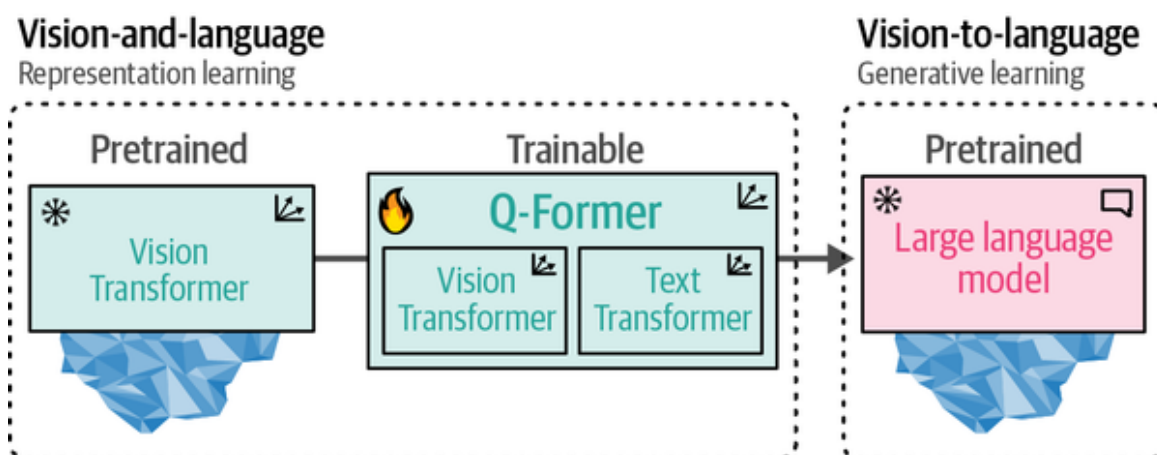 Vision-and-language
Representation learning
Pretrained
Vision
Transformer
Trainable
Q-Former
Vision
Transformer
Text
Transformer
Vision-to-language
Generative learning
Pretrained
Large language
model